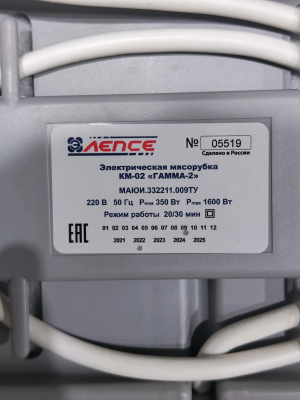 ЛЕПСЕ
№ 05519
Сделано в России
Электрическая мясорубка
КМ-02 «ГАММА-2»
МАЮИ.332211.009ТУ
220 В 50 Гц Рном 350 Вт Рmax 1600 Вт
Режим работы 20/30 мин
ЕАС
01 02 03 04 05 06 07 08 09 10 11 12
2021 2022 2023 2024 2025